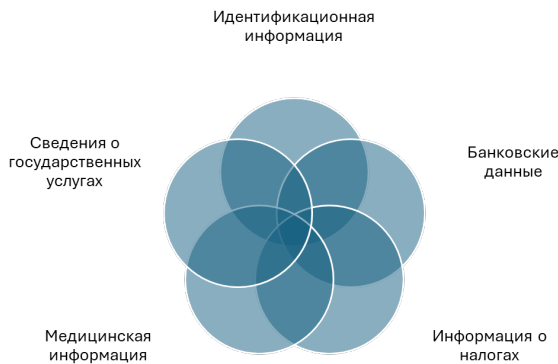 Идентификационная
информация
Сведения о
государственных
услугах
Банковские
данные
Медицинская
информация
Информация о
налогах